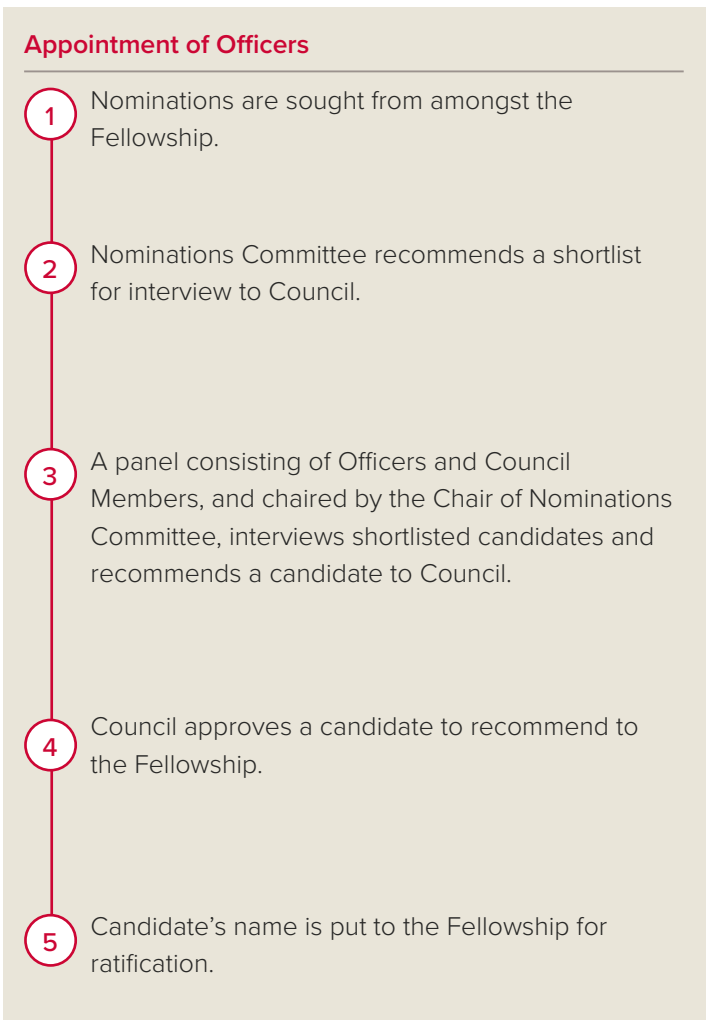 Appointment of Officers
1
Nominations are sought from amongst the
Fellowship.
2
Nominations Committee recommends a shortlist
for interview to Council.
3
A panel consisting of Officers and Council
Members, and chaired by the Chair of Nominations
Committee, interviews shortlisted candidates and
recommends a candidate to Council.
4
Council approves a candidate to recommend to
the Fellowship.
5
Candidate’s name is put to the Fellowship for
ratification.